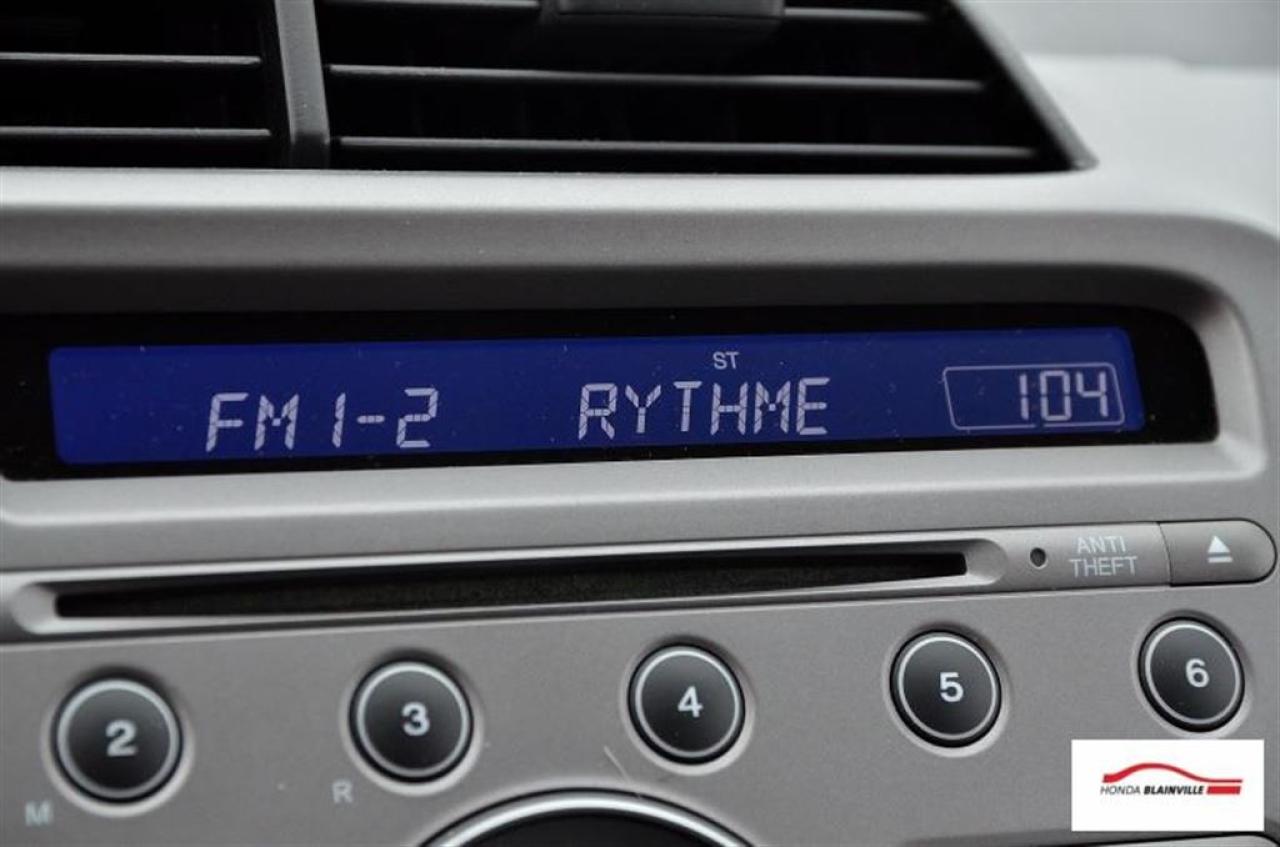 ST
FM1-2 RYTHME 104
ANTI
THEFT
2 3 4 5 6
M R
HONDA BLAINVILLE